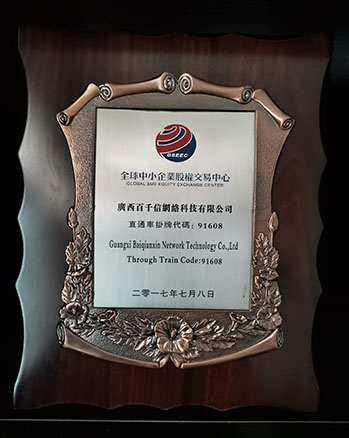 GSEEC
全球中小企業股權交易中心
GLOBAL SME EQUITY EXCHANGE CENTER
廣西百千信網絡科技有限公司
直通車掛牌代碼：91608
Guangxi Baiqianxin Network Technology Co.,Ltd
Through Train Code:91608
二零一七年七月八日